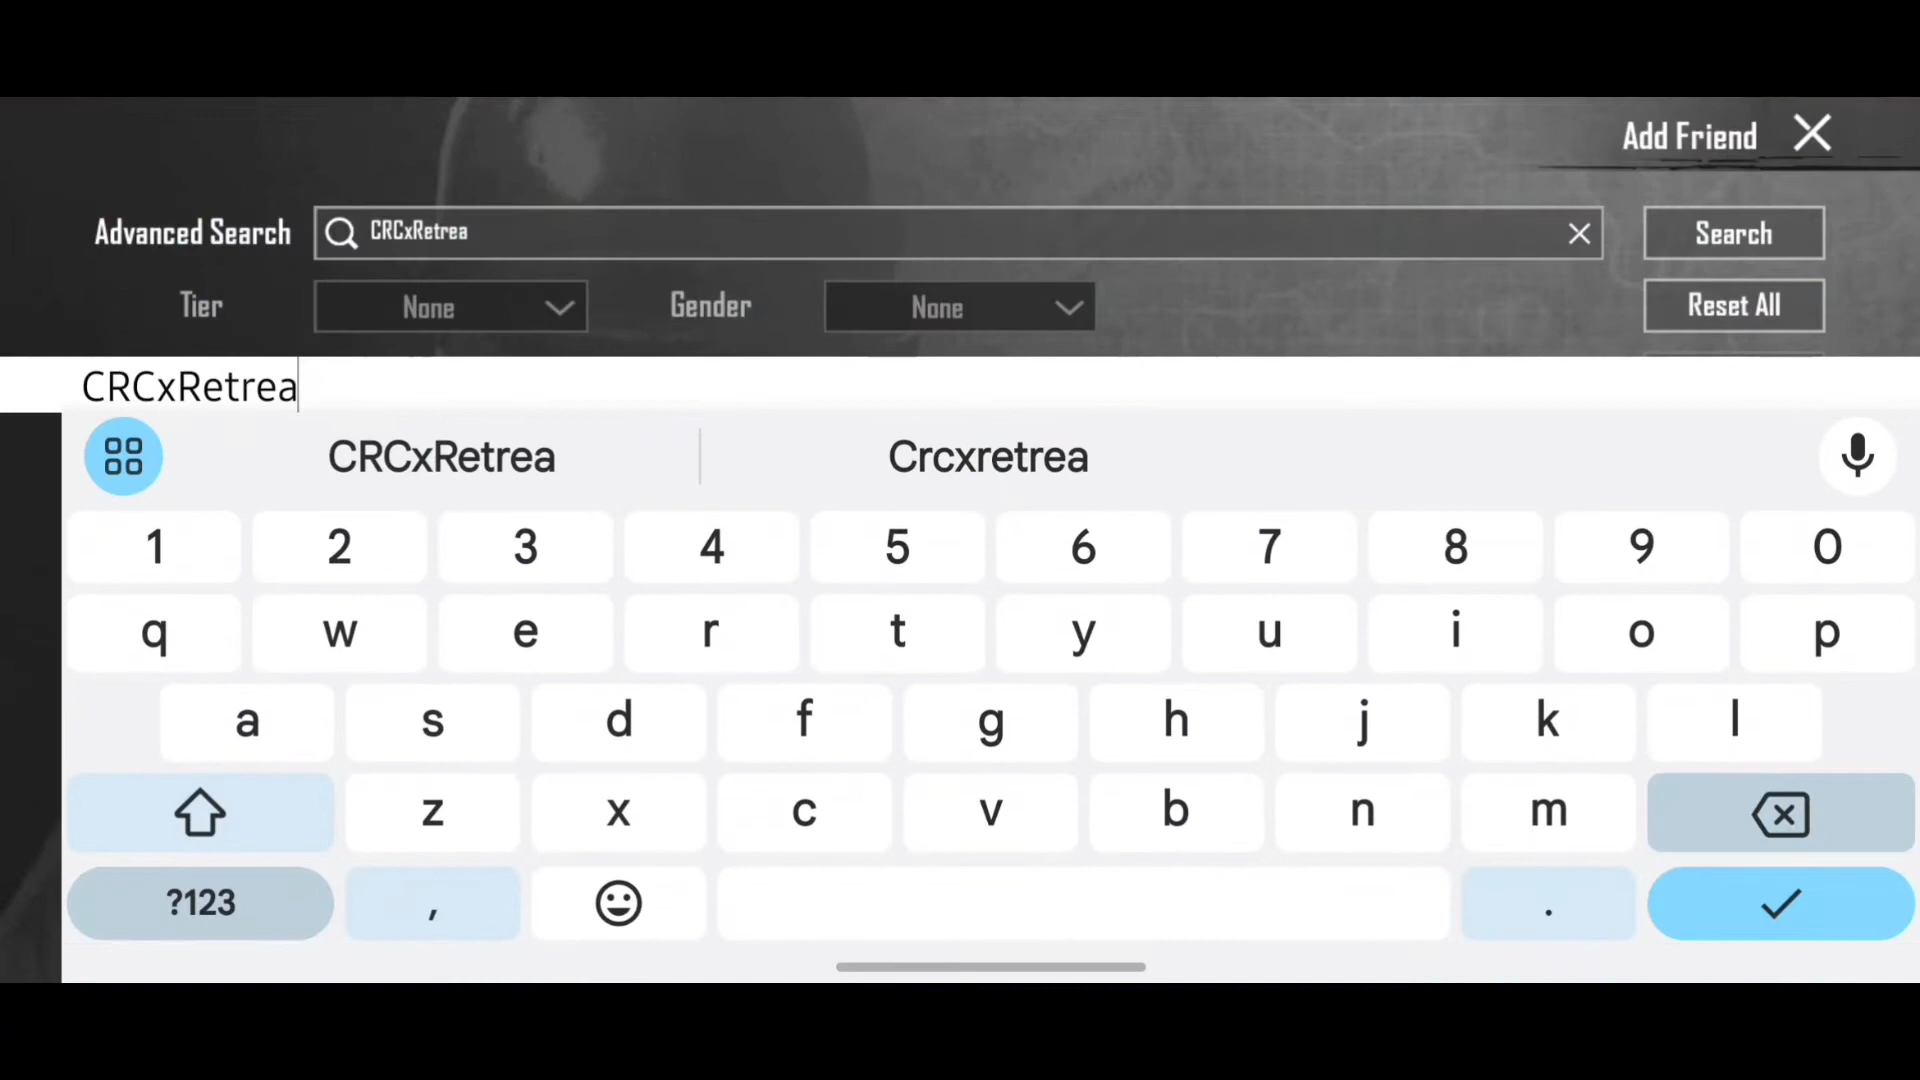 Add Friend
Advanced Search CRCxRetrea Search
Tier None Gender None Reset All
CRCxRetrea
CRCxRetrea Crcxretrea
1 2 3 4 5 6 7 8 9 0
q w e r t y u i o p
a s d f g h j k l
z x c v b n m
?123 , .